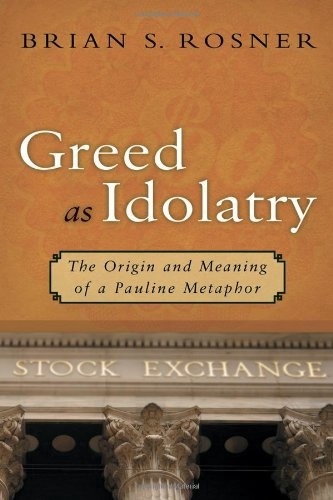 BRIAN S. ROSNER
Greed
as Idolatry
The Origin and Meaning
of a Pauline Metaphor
STOCK EXCHANGE